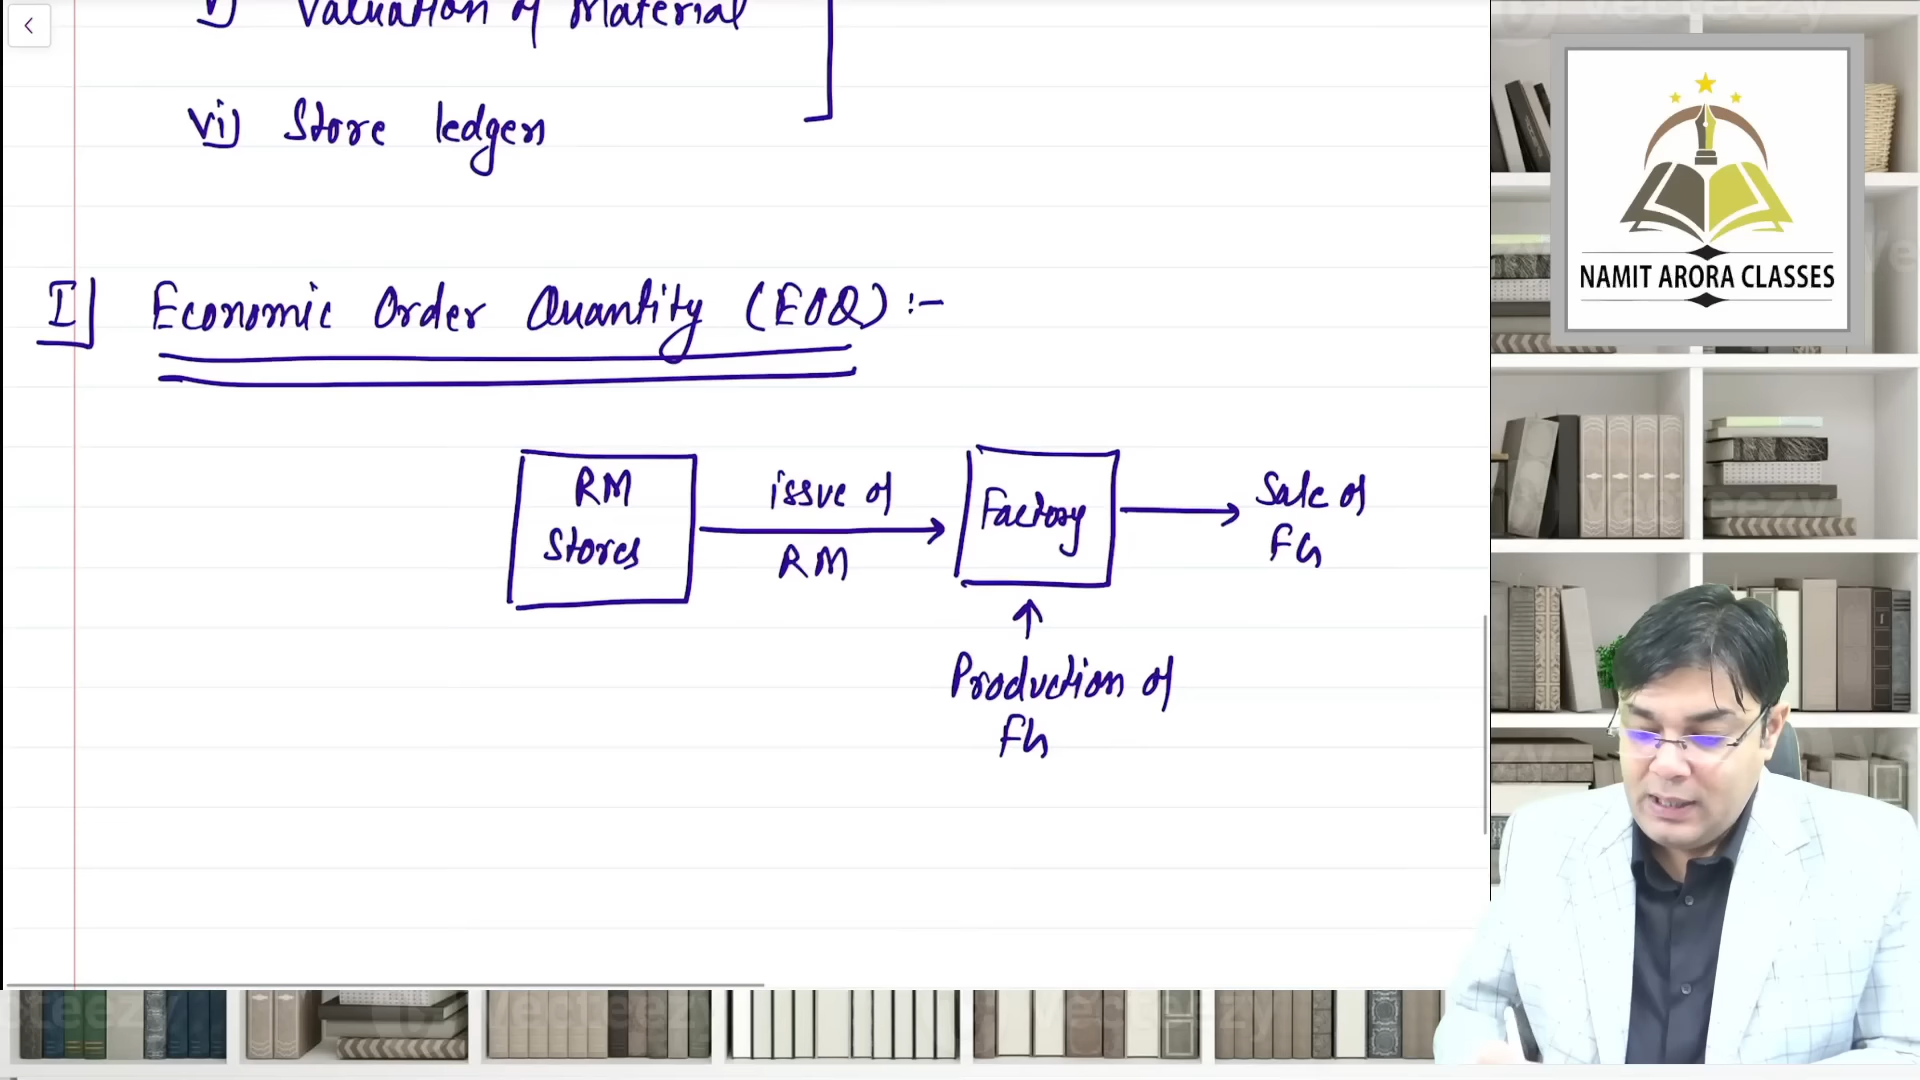 v) Valuation of Material
vi) Store ledger
I] Economic Order Quantity (EOQ) :-
RM
Stores
issue of
RM
Factory
Sale of
FG
↑
Production of
FG
NAMIT ARORA CLASSES